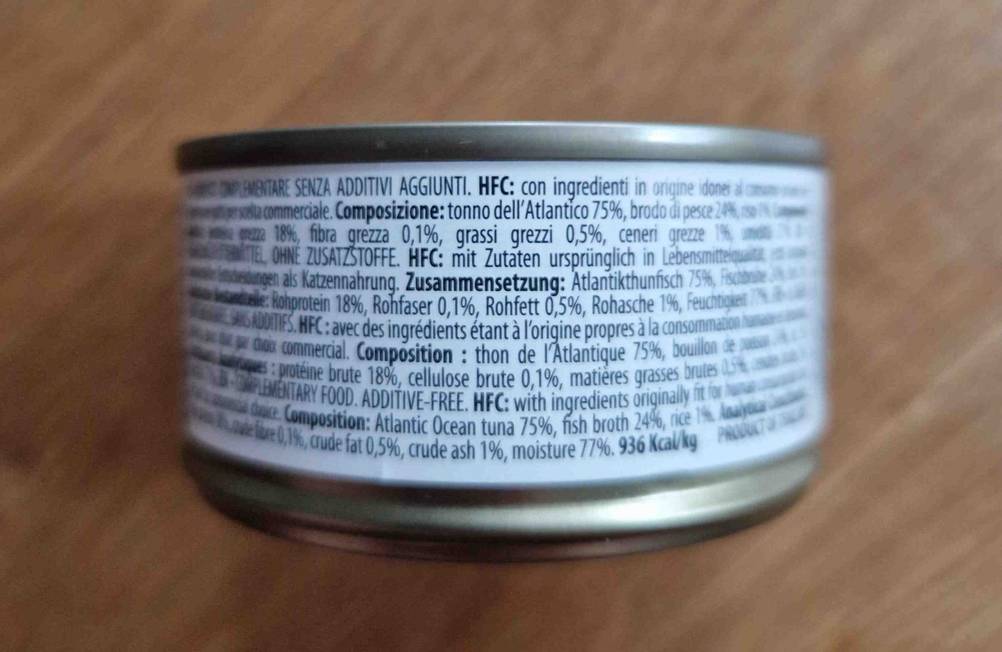 COMPLEMENTARE SENZA ADDITIVI AGGIUNTI. HFC: con ingredienti in origine idonei al
per scelta commerciale. Composizione: tonno dell'Atlantico 75%, brodo di pesce 24%, riso 1%.
grezza 18%, fibra grezza 0,1%, grassi grezzi 0,5%, ceneri grezze 1%,
OHNE ZUSATZSTOFFE. HFC: mit Zutaten ursprünglich in Lebensmittelqualität,
Entscheidungen als Katzennahrung. Zusammensetzung: Atlantikthunfisch 75%, Fischbrühe
Rohprotein 18%, Rohfaser 0,1%, Rohfett 0,5%, Rohasche 1%, Feuchtigkeit 77%.
SANS ADDITIFS. HFC : avec des ingrédients étant à l'origine propres à la consommation humaine
par choix commercial. Composition : thon de l'Atlantique 75%, bouillon de poisson
: protéine brute 18%, cellulose brute 0,1%, matières grasses brutes 0,5%,
COMPLEMENTARY FOOD. ADDITIVE-FREE. HFC: with ingredients originally fit for human
choice. Composition: Atlantic Ocean tuna 75%, fish broth 24%, rice 1%. Analytical
crude fibre 0,1%, crude fat 0,5%, crude ash 1%, moisture 77%. 936 Kcal/kg PRODUCT OF